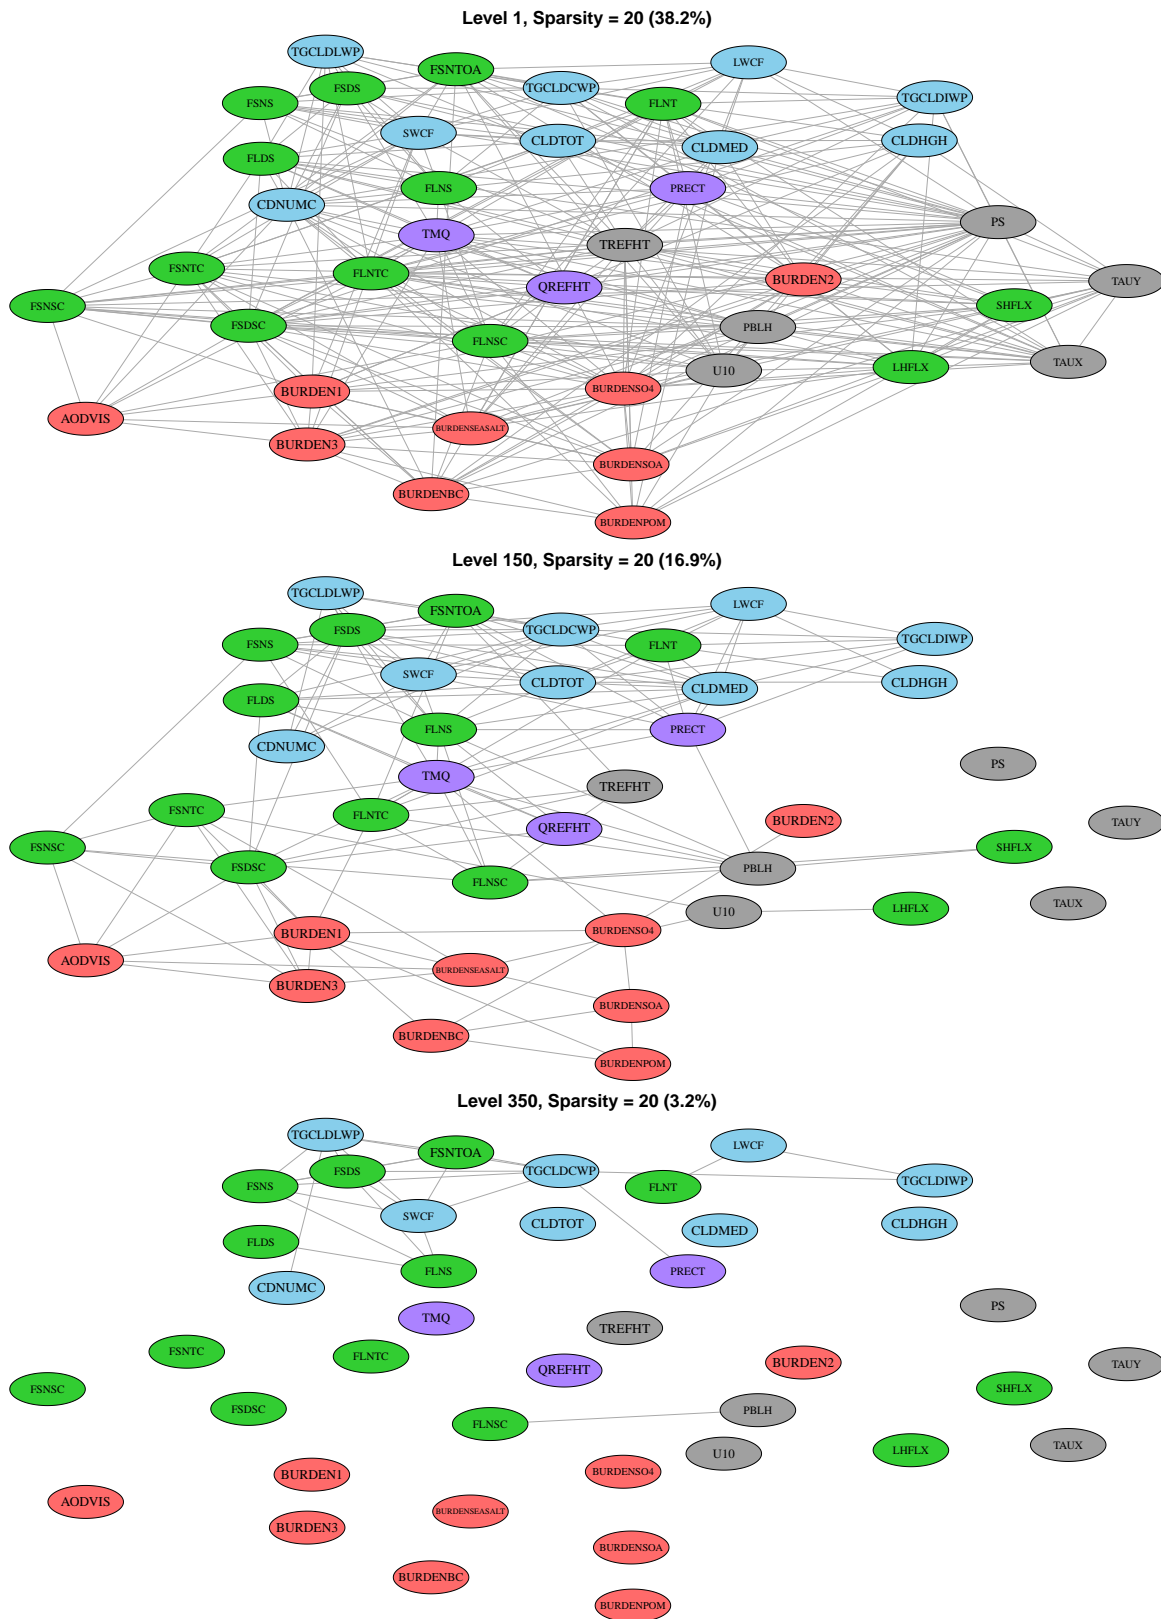 Level 1, Sparsity = 20 (38.2%)
TGCLDLWP
LWCF
FSNTOA
FSDS
TGCLDCWP
TGCLDIWP
FSNS
FLNT
SWCF
CLDTOT
CLDHGH
CLDMED
FLDS
FLNS
PRECT
CDNUMC
PS
TMQ
TREFHT
FSNTC
FLNTC
BURDEN2
TAUY
QREFHT
FSNSC
SHFLX
FSDSC
PBLH
FLNSC
TAUX
U10
LHFLX
BURDEN1
BURDENSO4
AODVIS
BURDENSEASALT
BURDEN3
BURDENSOA
BURDENBC
BURDENPOM
Level 150, Sparsity = 20 (16.9%)
TGCLDLWP
LWCF
FSNTOA
FSDS
TGCLDCWP
TGCLDIWP
FSNS
FLNT
SWCF
CLDTOT
CLDHGH
CLDMED
FLDS
FLNS
PRECT
CDNUMC
PS
TMQ
TREFHT
FSNTC
FLNTC
BURDEN2
TAUY
QREFHT
FSNSC
SHFLX
FSDSC
PBLH
FLNSC
TAUX
U10
LHFLX
BURDEN1
BURDENSO4
AODVIS
BURDENSEASALT
BURDEN3
BURDENSOA
BURDENBC
BURDENPOM
Level 350, Sparsity = 20 (3.2%)
TGCLDLWP
LWCF
FSNTOA
FSDS
TGCLDCWP
TGCLDIWP
FSNS
FLNT
SWCF
CLDTOT
CLDHGH
CLDMED
FLDS
FLNS
PRECT
CDNUMC
PS
TMQ
TREFHT
FSNTC
FLNTC
BURDEN2
TAUY
QREFHT
FSNSC
SHFLX
FSDSC
PBLH
FLNSC
TAUX
U10
LHFLX
BURDEN1
BURDENSO4
AODVIS
BURDENSEASALT
BURDEN3
BURDENSOA
BURDENBC
BURDENPOM